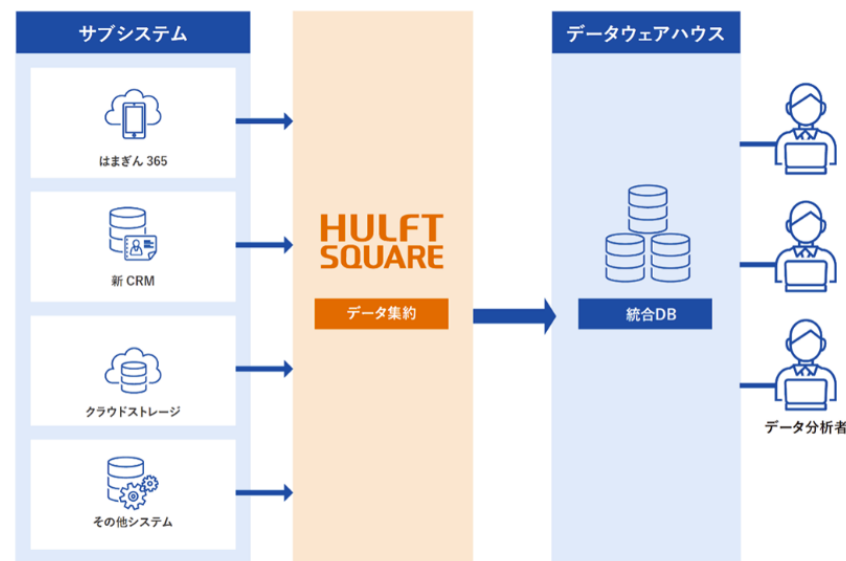 サブシステム
はまぎん 365
新 CRM
クラウドストレージ
その他システム
HULFT
SQUARE
データ集約
データウェアハウス
統合DB
データ分析者